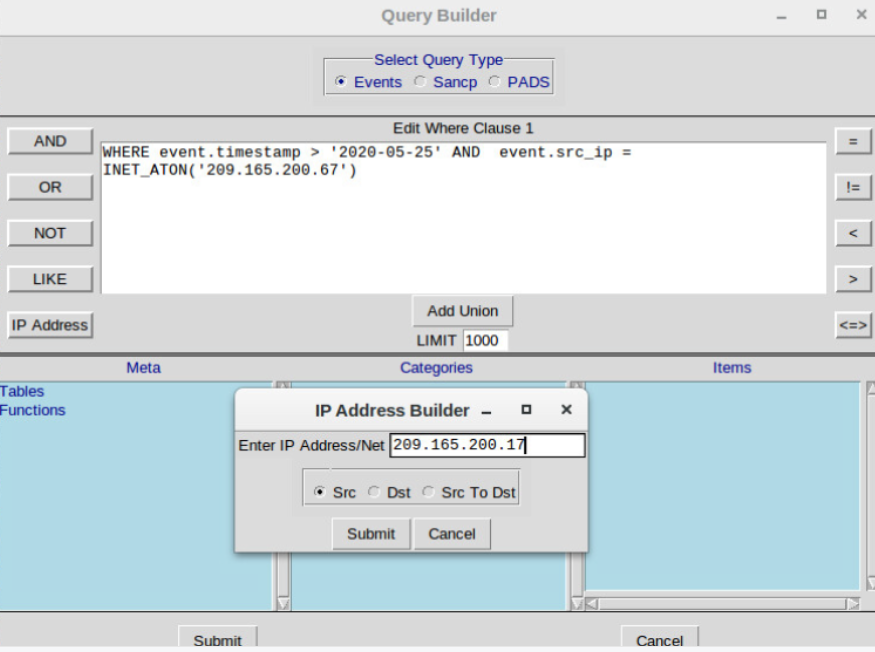 Query Builder
Select Query Type
Events Sancp PADS
Edit Where Clause 1
AND
OR
NOT
LIKE
IP Address
WHERE event.timestamp > '2020-05-25' AND  event.src_ip =
INET_ATON('209.165.200.67')
=
!=
<
>
<=>
Add Union
LIMIT 1000
Meta Categories Items
Tables
Functions
IP Address Builder
Enter IP Address/Net 209.165.200.17
Src Dst Src To Dst
Submit Cancel
Submit Cancel